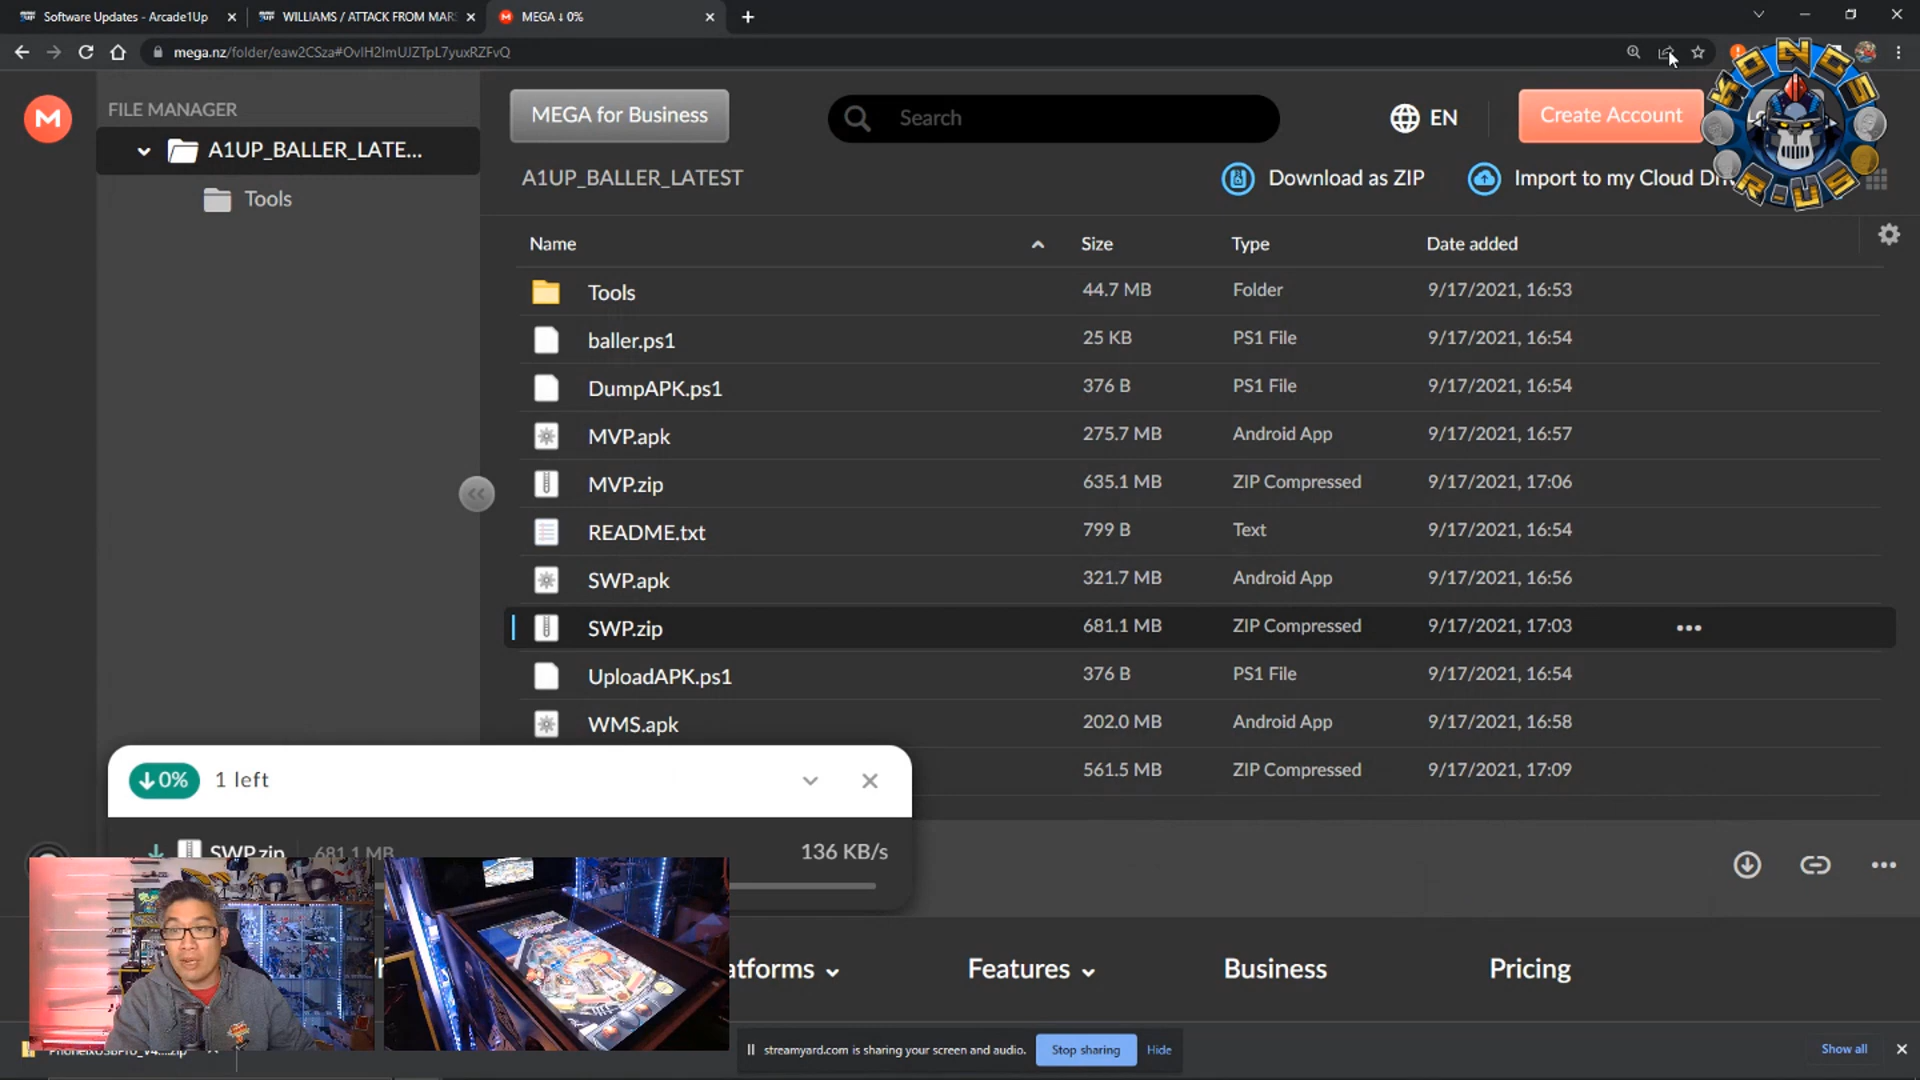 Software Updates - Arcade1Up
WILLIAMS / ATTACK FROM MAR
MEGA ↓ 0%
mega.nz/folder/eaw2CSza#OvIH2ImUJZTpL7yuxRZFvQ
FILE MANAGER
A1UP_BALLER_LATE...
Tools
MEGA for Business
Search
EN
Create Account
YONG'S
R-US
A1UP_BALLER_LATEST
Download as ZIP
Import to my Cloud Dri
Name
Size
Type
Date added
Tools 44.7 MB Folder 9/17/2021, 16:53
baller.ps1 25 KB PS1 File 9/17/2021, 16:54
DumpAPK.ps1 376 B PS1 File 9/17/2021, 16:54
MVP.apk 275.7 MB Android App 9/17/2021, 16:57
MVP.zip 635.1 MB ZIP Compressed 9/17/2021, 17:06
README.txt 799 B Text 9/17/2021, 16:54
SWP.apk 321.7 MB Android App 9/17/2021, 16:56
SWP.zip 681.1 MB ZIP Compressed 9/17/2021, 17:03
UploadAPK.ps1 376 B PS1 File 9/17/2021, 16:54
WMS.apk 202.0 MB Android App 9/17/2021, 16:58
561.5 MB ZIP Compressed 9/17/2021, 17:09
↓0% 1 left
SWP.zip 681.1 MB 136 KB/s
atforms
Features
Business
Pricing
streamyard.com is sharing your screen and audio.
Stop sharing
Hide
Show all